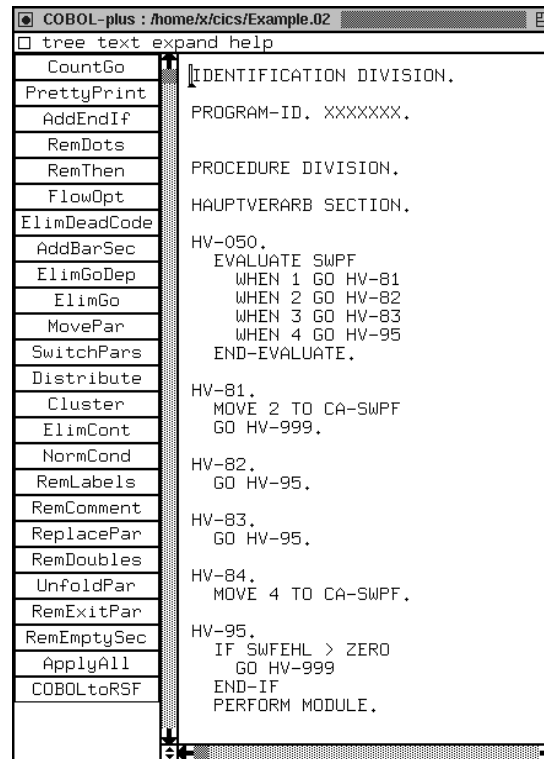 COBOL-plus : /home/x/cics/Example.02
tree text expand help
CountGo
PrettyPrint
AddEndIf
RemDots
RemThen
FlowOpt
ElimDeadCode
AddBarSec
ElimGoDep
ElimGo
MovePar
SwitchPars
Distribute
Cluster
ElimCont
NormCond
RemLabels
RemComment
ReplacePar
RemDoubles
UnfoldPar
RemExitPar
RemEmptySec
ApplyAll
COBOLtoRSF
IDENTIFICATION DIVISION.
PROGRAM-ID. XXXXXXX.
PROCEDURE DIVISION.
HAUPTVERARB SECTION.
HV-050.
EVALUATE SWPF
WHEN 1 GO HV-81
WHEN 2 GO HV-82
WHEN 3 GO HV-83
WHEN 4 GO HV-95
END-EVALUATE.
HV-81.
MOVE 2 TO CA-SWPF
GO HV-999.
HV-82.
GO HV-95.
HV-83.
GO HV-95.
HV-84.
MOVE 4 TO CA-SWPF.
HV-95.
IF SWFEHL > ZERO
GO HV-999
END-IF
PERFORM MODULE.